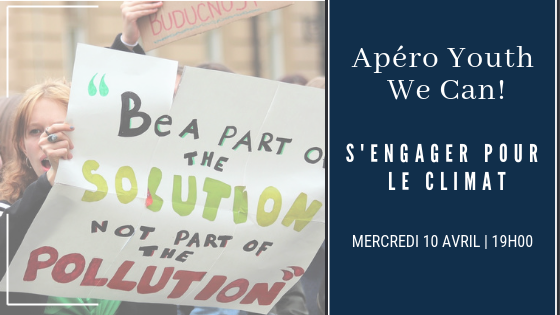 BUDUCNOST
“
BE A PART O
THE
SOLUTION
NOT PART OF
THE
POLLUTION
Apéro Youth
We Can!
S'ENGAGER POUR
LE CLIMAT
MERCREDI 10 AVRIL | 19H00